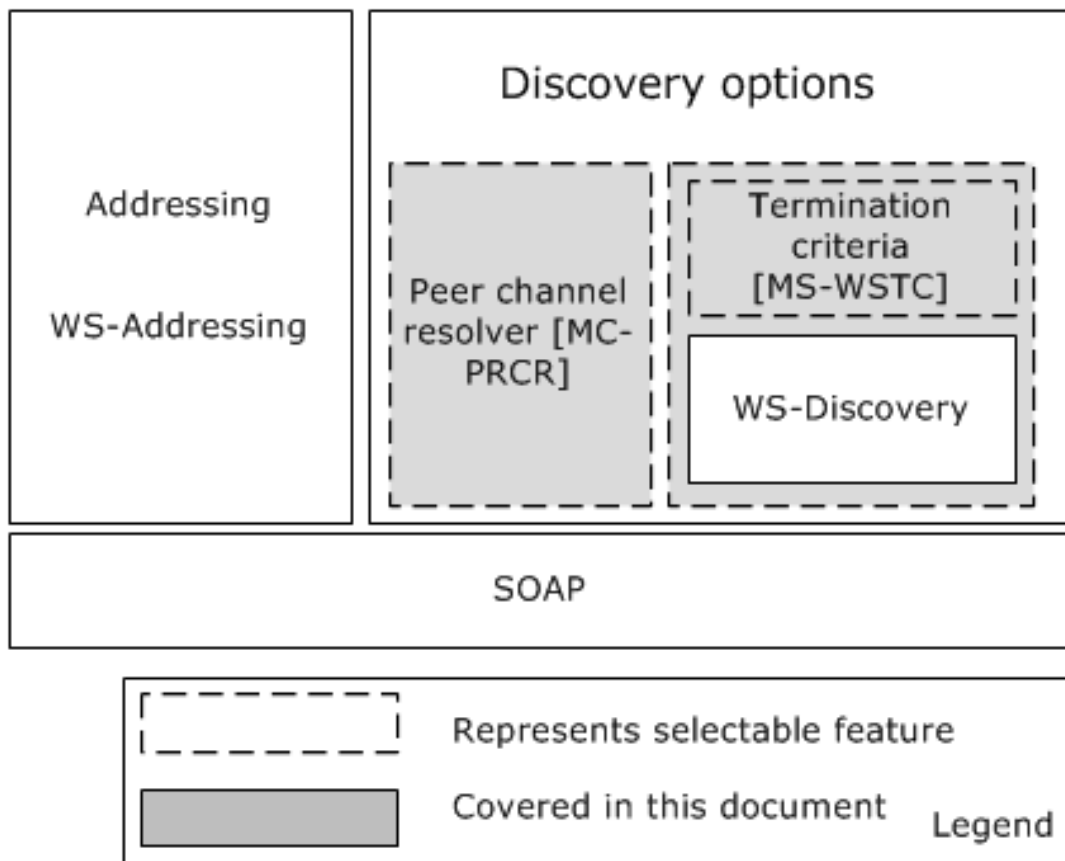 Addressing
WS-Addressing
Discovery options
Peer channel
resolver [MC-
PRCR]
Termination
criteria
[MS-WSTC]
WS-Discovery
SOAP
Represents selectable feature
Covered in this document
Legend